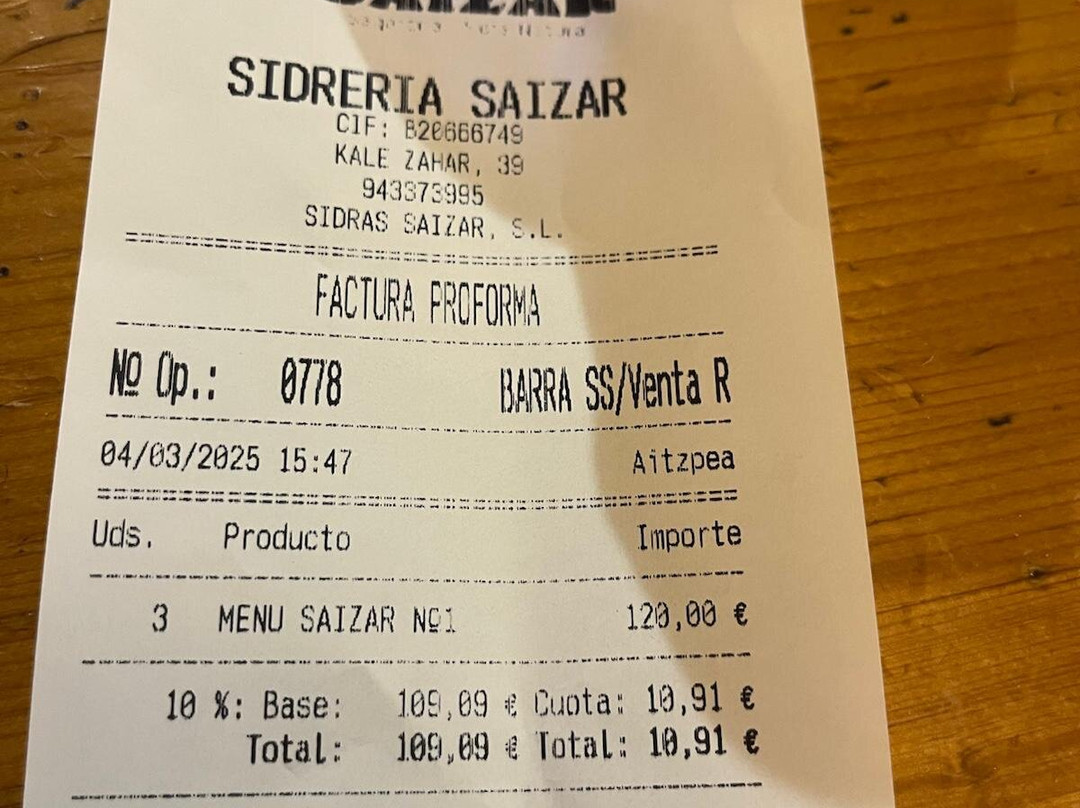 SIDRERIA SAIZAR
CIF: B20666749
KALE ZAHAR, 39
943373995
SIDRAS SAIZAR, S.L.
FACTURA PROFORMA
Nº Op.: 0778 BARRA SS/Venta R
04/03/2025 15:47 Aitzpea
Uds. Producto Importe
3 MENU SAIZAR Nº1 120,00 €
10 %: Base: 109,09 € Cuota: 10,91 €
Total: 109,09 € Total: 10,91 €